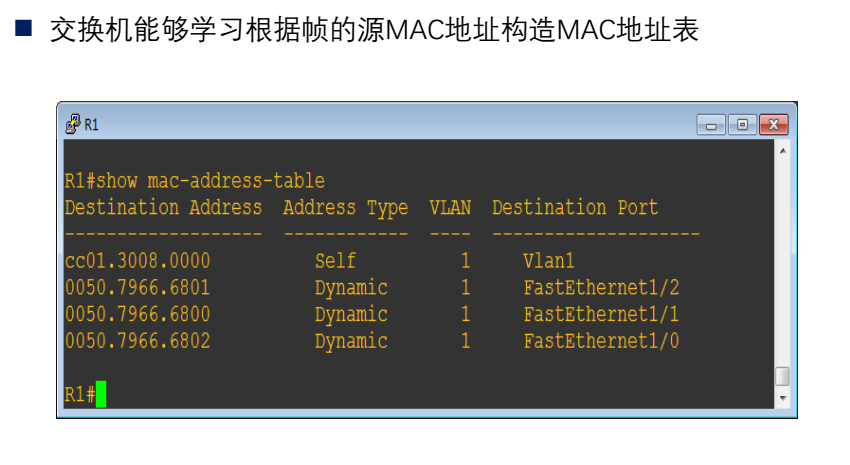 ■ 交换机能够学习根据帧的源MAC地址构造MAC地址表
R1
R1#show mac-address-table
Destination Address  Address Type  VLAN  Destination Port
-------------------  ------------  ----  --------------------
cc01.3008.0000          Self          1     Vlan1
0050.7966.6801          Dynamic       1     FastEthernet1/2
0050.7966.6800          Dynamic       1     FastEthernet1/1
0050.7966.6802          Dynamic       1     FastEthernet1/0
R1#